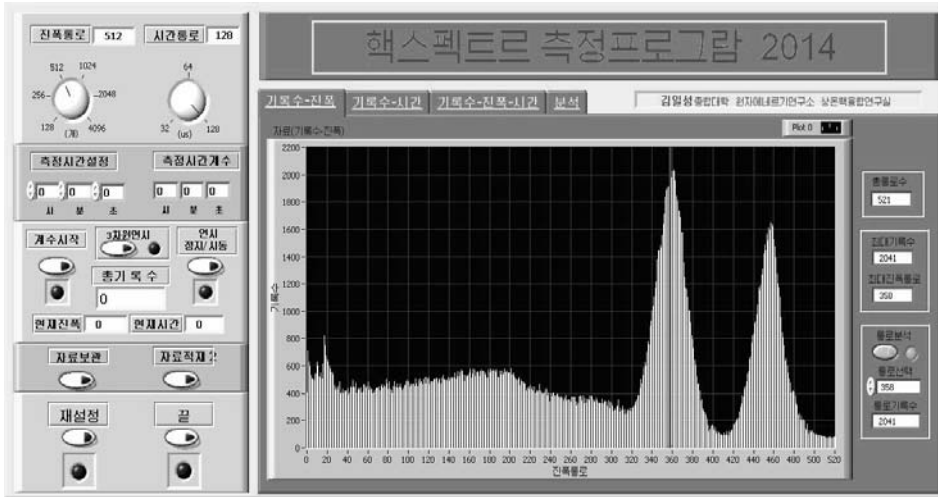 핵스펙트르 측정프로그람 2014
진폭통로 512 시간통로 128
512 1024
256 2048
128 (개) 4096
64
32 (us) 128
측정시간설정 측정시간계수
0 0 0 0 0 0
시 분 초 시 분 초
계수시작 3차원현시 현시
정지/시동
총기록수
0
현재진폭 0 현재시간 0
자료보관 자료적재 2
재설정 끝
기록수-진폭 기록수-시간 기록수-진폭-시간 분석
김일성종합대학 원자에네르기연구소 상온핵융합연구실
자료(기록수-진폭) Plot 0
기록수
2200
2000
1800
1600
1400
1200
1000
800
600
400
200
0
0 20 40 60 80 100 120 140 160 180 200 220 240 260 280 300 320 340 360 380 400 420 440 460 480 500 520
진폭통로
총통로수
521
최대기록수
2041
최대진폭통로
350
통로분석
통로선택
358
통로기록수
2041